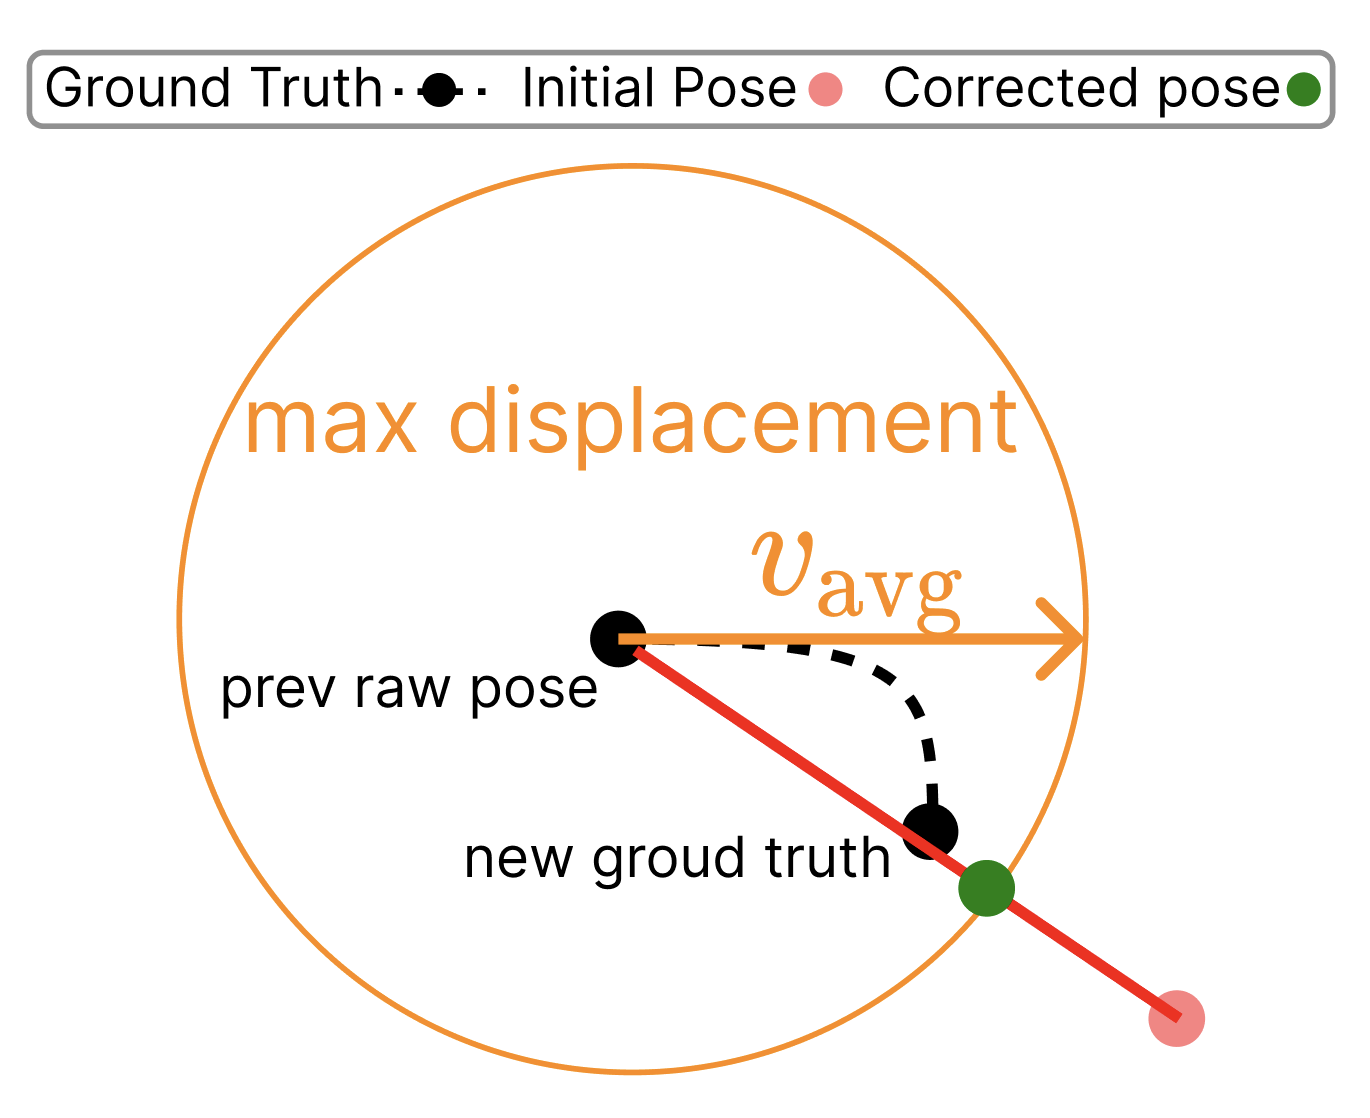 Ground Truth Initial Pose Corrected pose
max displacement
v_avg
prev raw pose
new groud truth